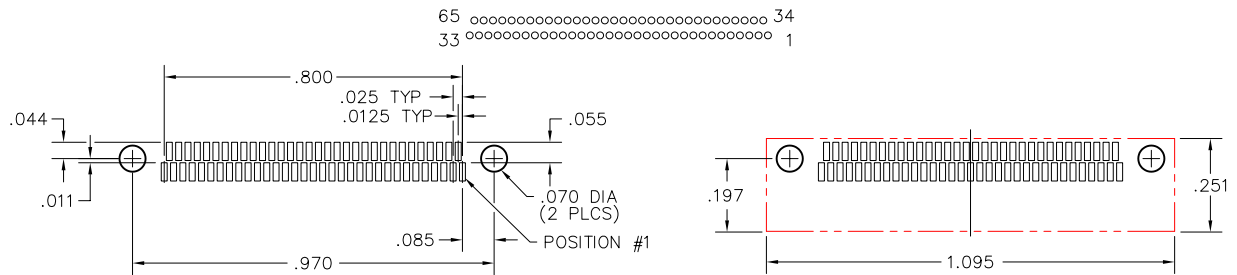 65 34
33 1
.800
.025 TYP
.0125 TYP
.044
.055
.011
.070 DIA
(2 PLCS)
.085
POSITION #1
.970
.197
.251
1.095